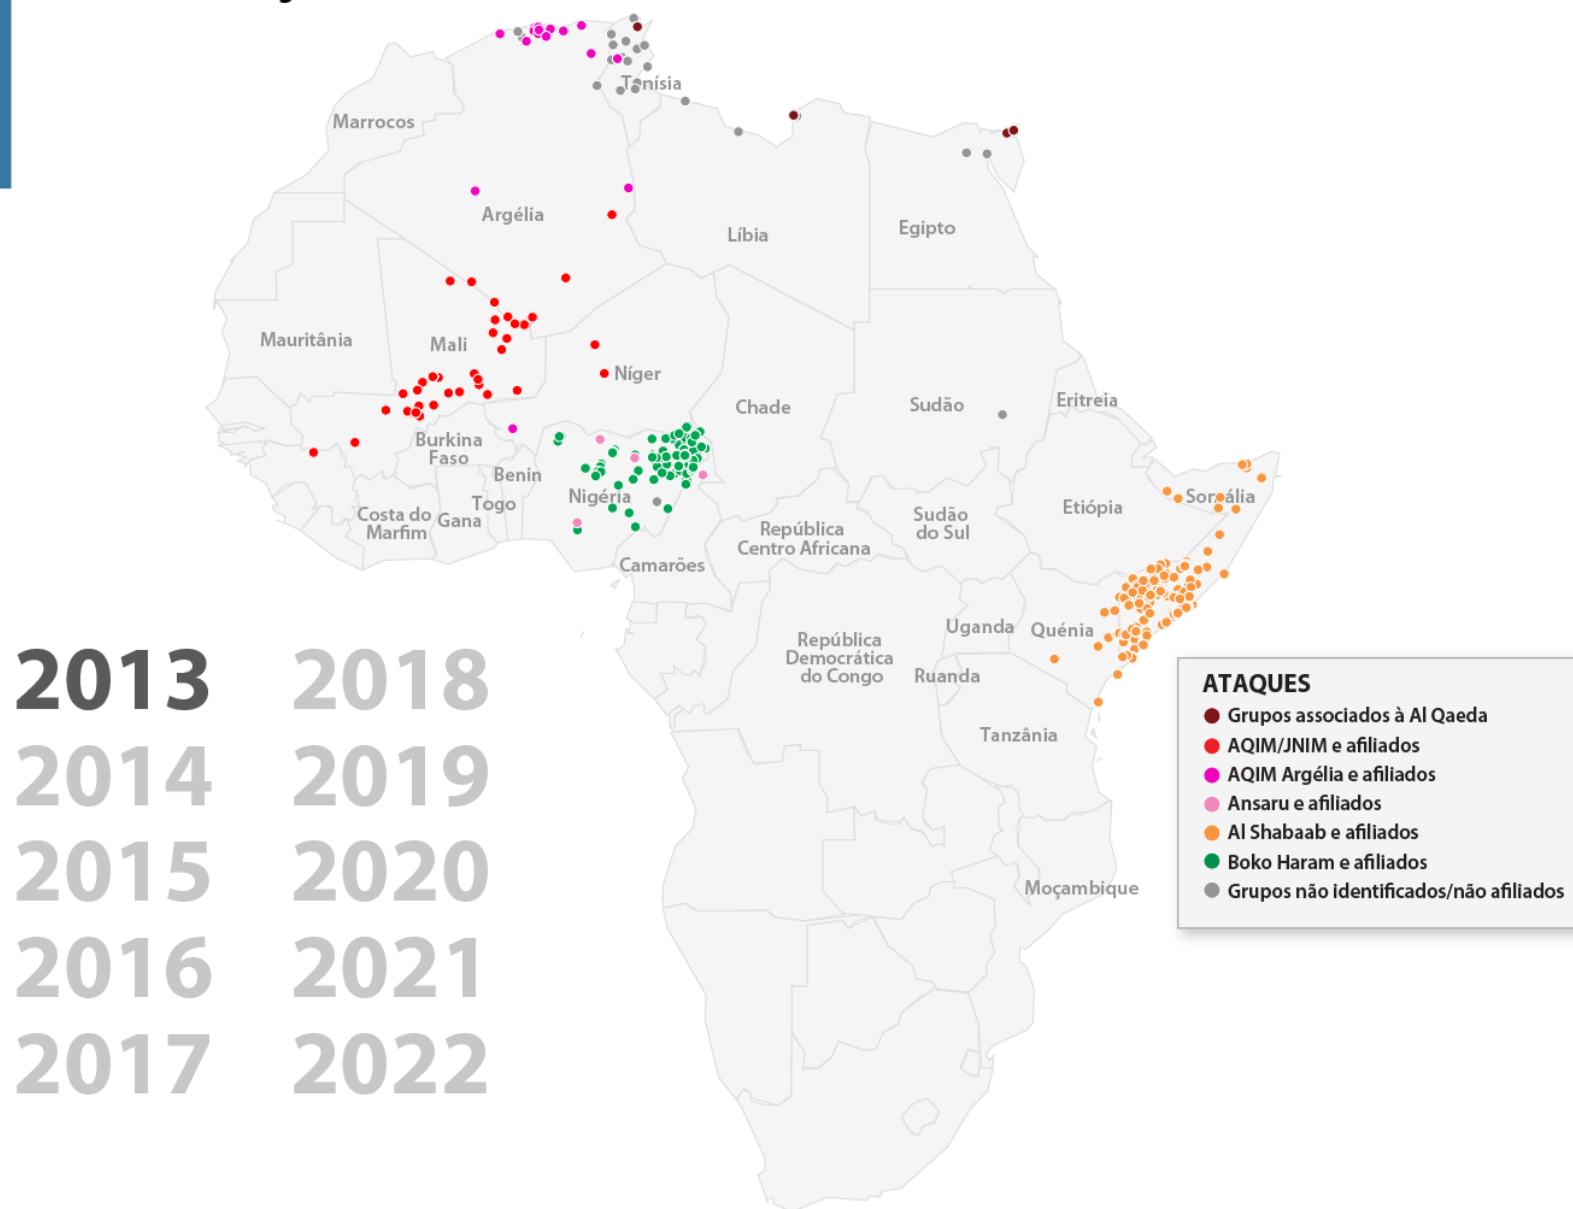 Tunísia
Marrocos
Argélia
Líbia
Egipto
Mauritânia
Mali
Níger
Chade
Sudão
Eritreia
Burkina
Faso
Benin
Nigéria
Togo
Gana
Costa do
Marfim
Camarões
República
Centro Africana
Sudão
do Sul
Etiópia
Somália
Uganda
Quénia
República
Democrática
do Congo
Ruanda
Tanzânia
Moçambique
2013 2018
2014 2019
2015 2020
2016 2021
2017 2022
ATAQUES
Grupos associados à Al Qaeda
AQIM/JNIM e afiliados
AQIM Argélia e afiliados
Ansaru e afiliados
Al Shabaab e afiliados
Boko Haram e afiliados
Grupos não identificados/não afiliados